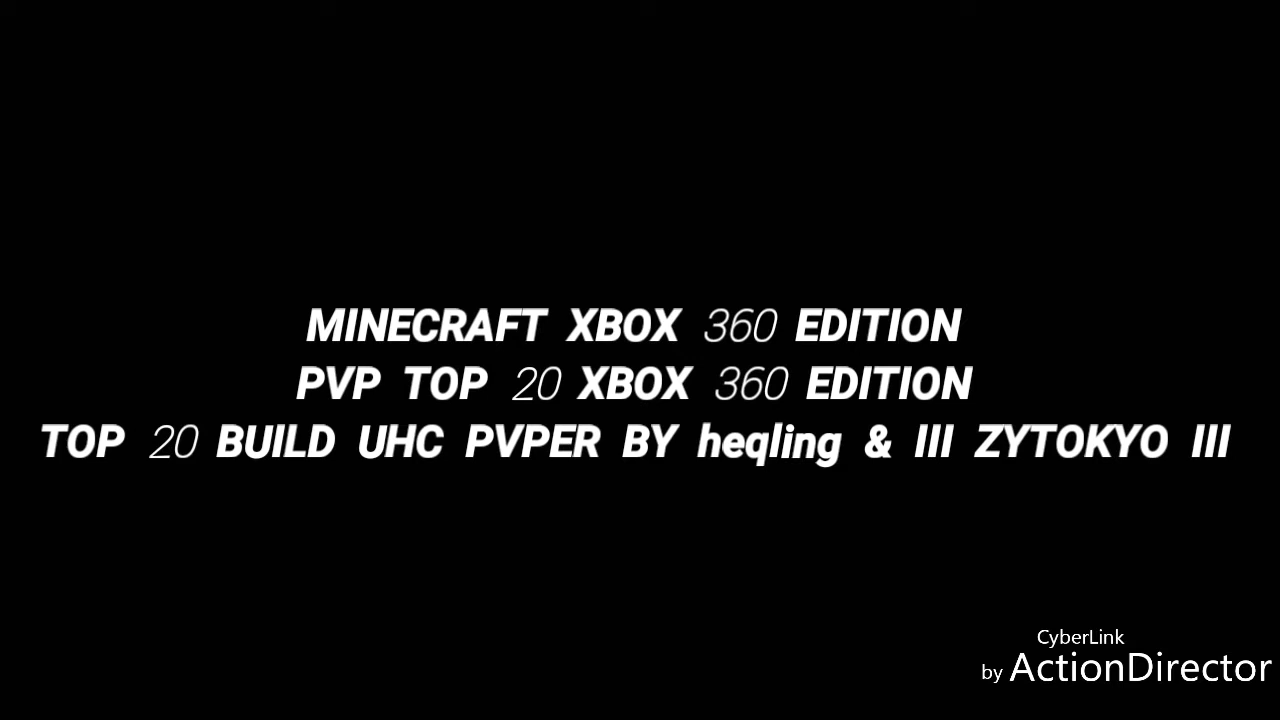 MINECRAFT XBOX 360 EDITION
PVP TOP 20 XBOX 360 EDITION
TOP 20 BUILD UHC PVPER BY heqling & III ZYTOKYO III
CyberLink
by ActionDirector